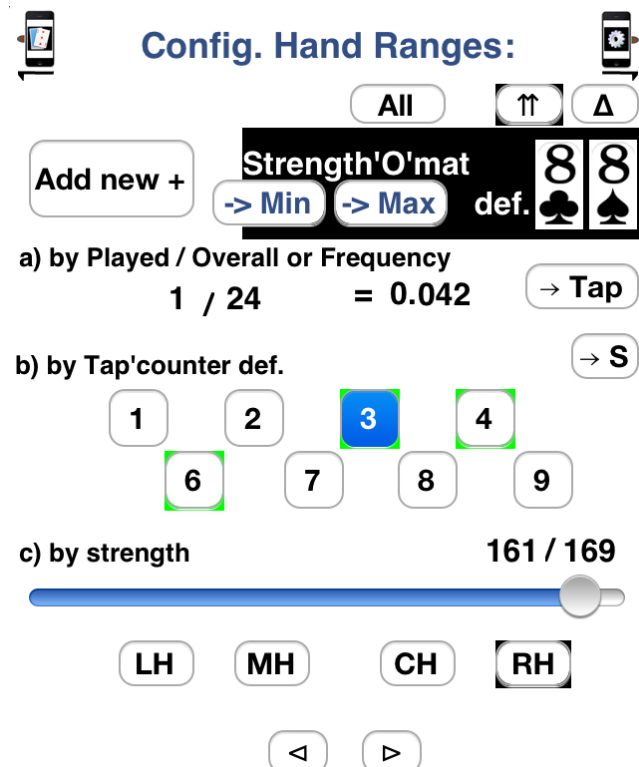 Config. Hand Ranges:
All ⇈ Δ
Add new +
Strength'O'mat
-> Min -> Max def.
8 8
a) by Played / Overall or Frequency
1 / 24 = 0.042
→ Tap
b) by Tap'counter def.
→ S
1 2 3 4
6 7 8 9
c) by strength 161 / 169
LH MH CH RH